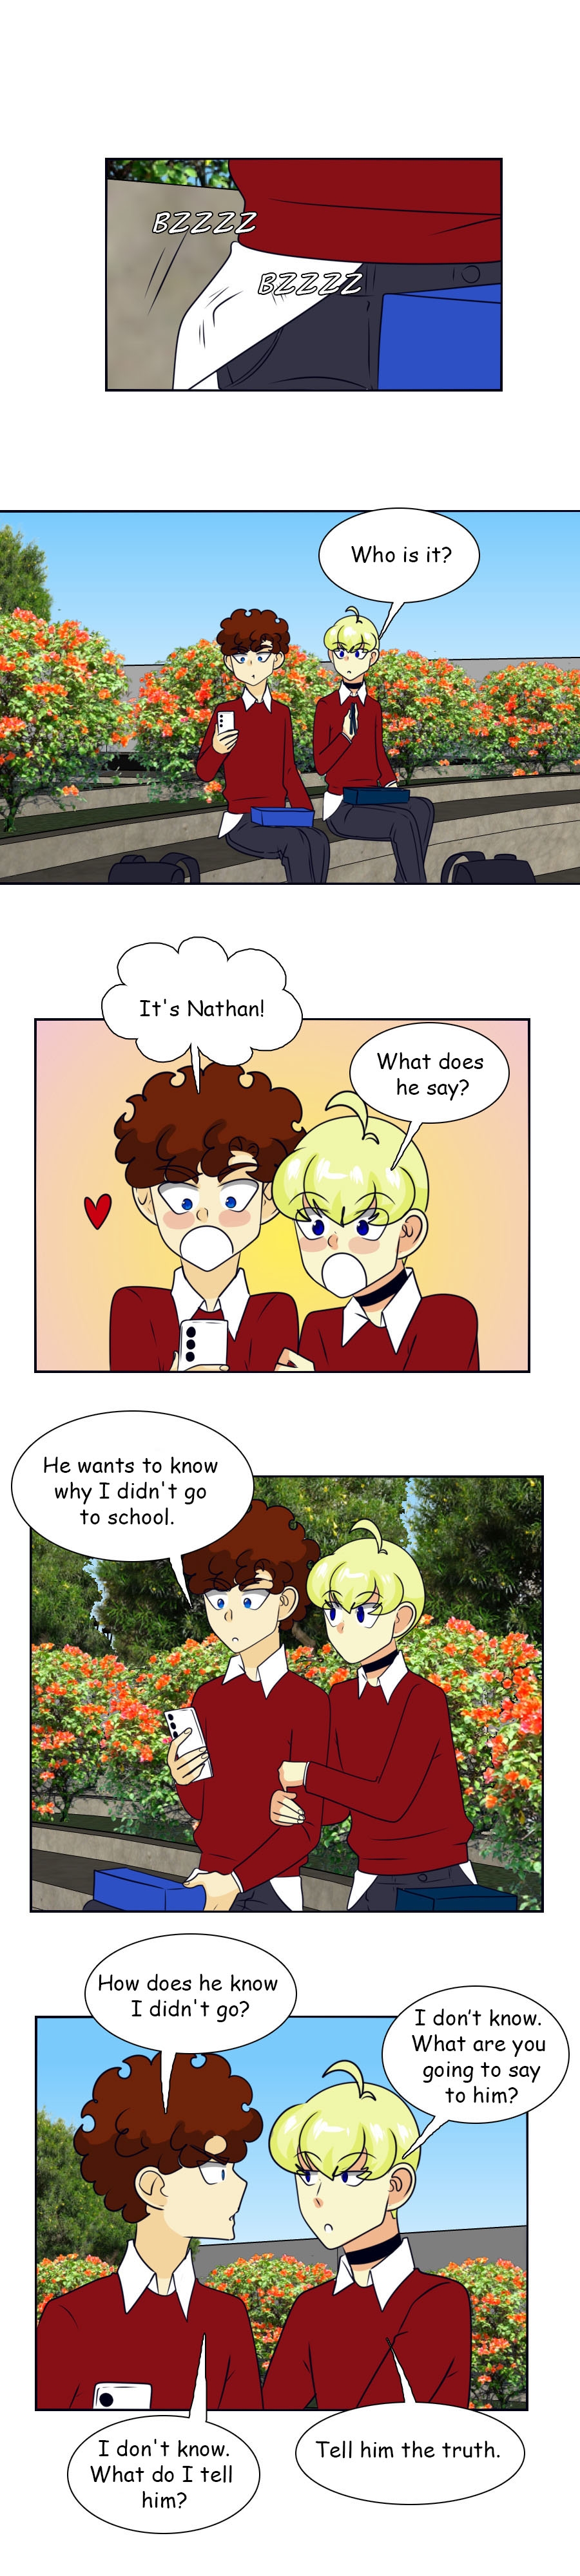 BZZZZ
BZZZZ
Who is it?
It's Nathan!
What does
he say?
He wants to know
why I didn't go
to school.
How does he know
I didn't go?
I don’t know.
What are you
going to say
to him?
I don't know.
What do I tell
him?
Tell him the truth.